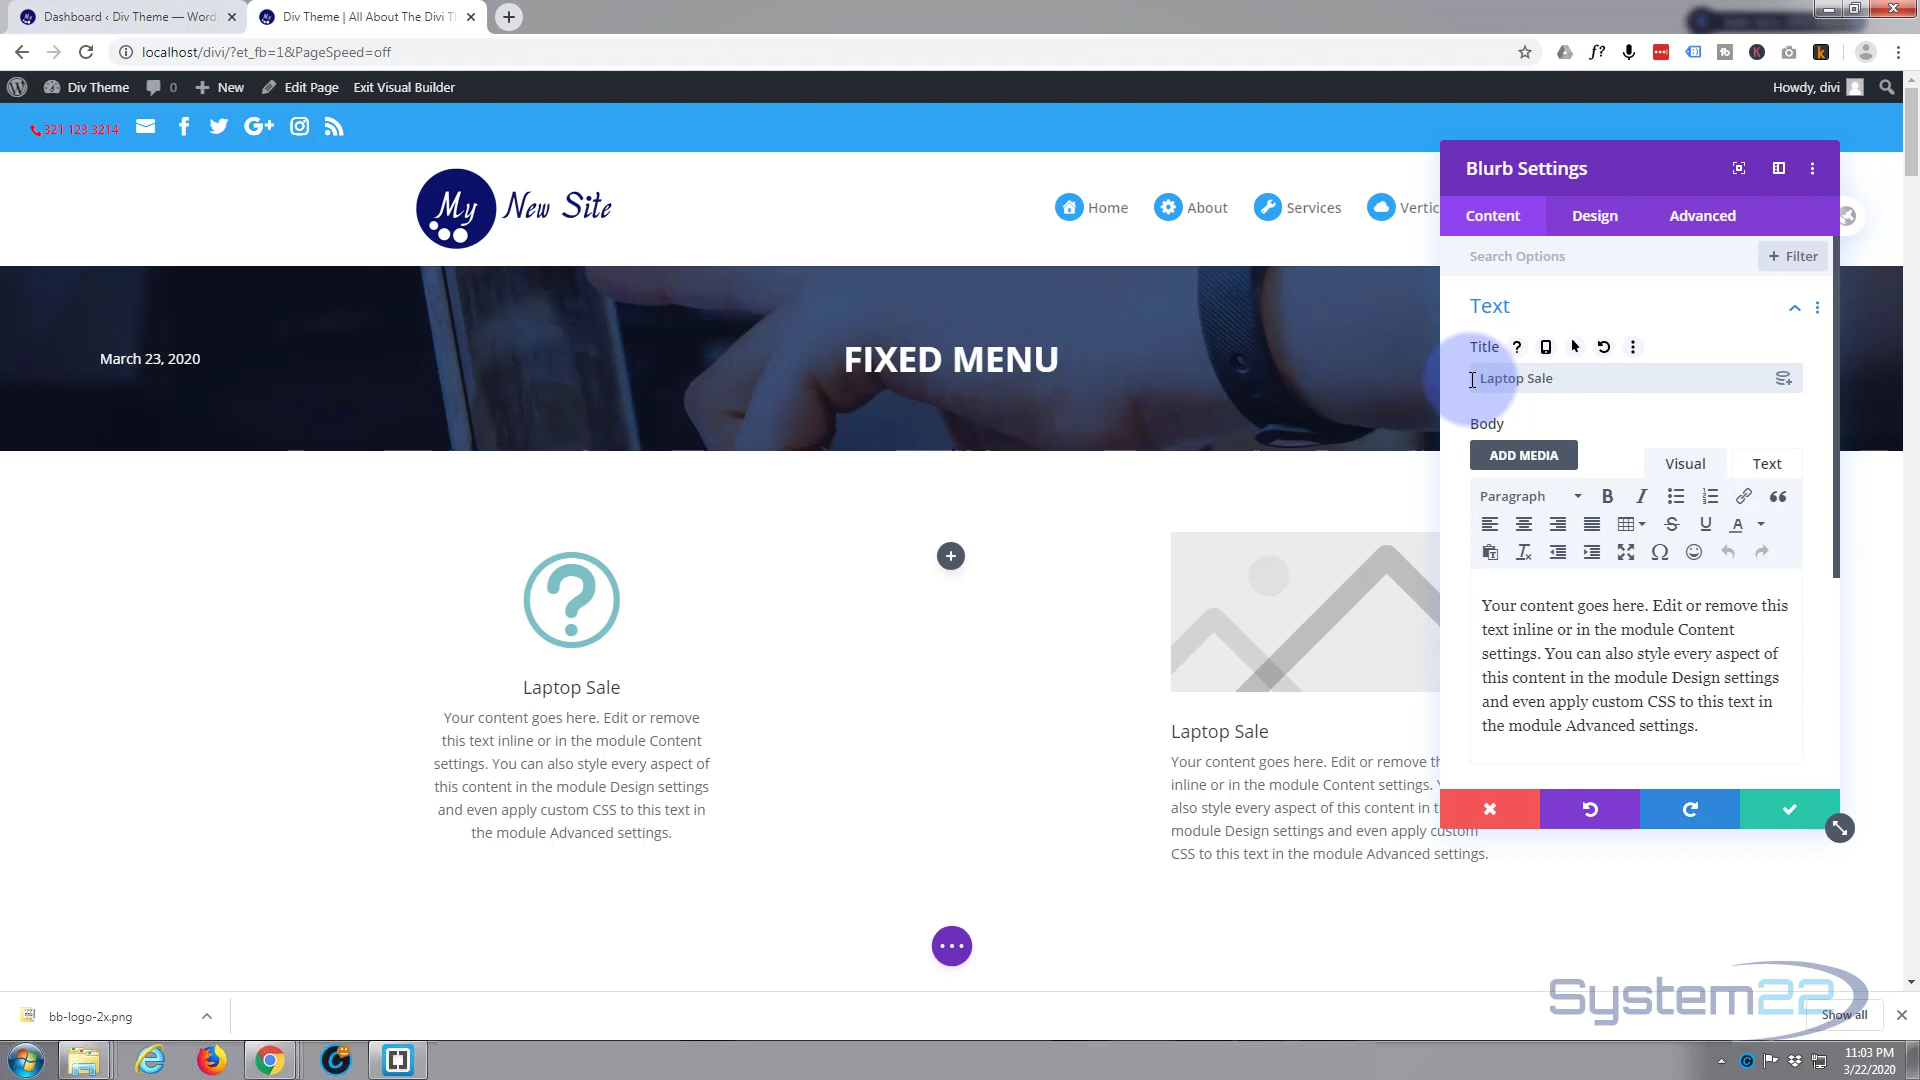 Dashboard ‹ Div Theme — Word
Div Theme | All About The Divi Th
localhost/divi/?et_fb=1&PageSpeed=off
Div Theme
0
New
Edit Page
Exit Visual Builder
Howdy, divi
321 123 3214
My New Site
Home
About
Services
Vertic
March 23, 2020
FIXED MENU
Laptop Sale
Your content goes here. Edit or remove
this text inline or in the module Content
settings. You can also style every aspect of
this content in the module Design settings
and even apply custom CSS to this text in
the module Advanced settings.
Laptop Sale
Your content goes here. Edit or remove th
inline or in the module Content settings. Y
also style every aspect of this content in t
module Design settings and even apply custom
CSS to this text in the module Advanced settings.
Blurb Settings
Content
Design
Advanced
Search Options
+ Filter
Text
Title
Laptop Sale
Body
ADD MEDIA
Visual
Text
Paragraph
Your content goes here. Edit or remove this
text inline or in the module Content
settings. You can also style every aspect of
this content in the module Design settings
and even apply custom CSS to this text in
the module Advanced settings.
bb-logo-2x.png
System22
Show all
11:03 PM
3/22/2020